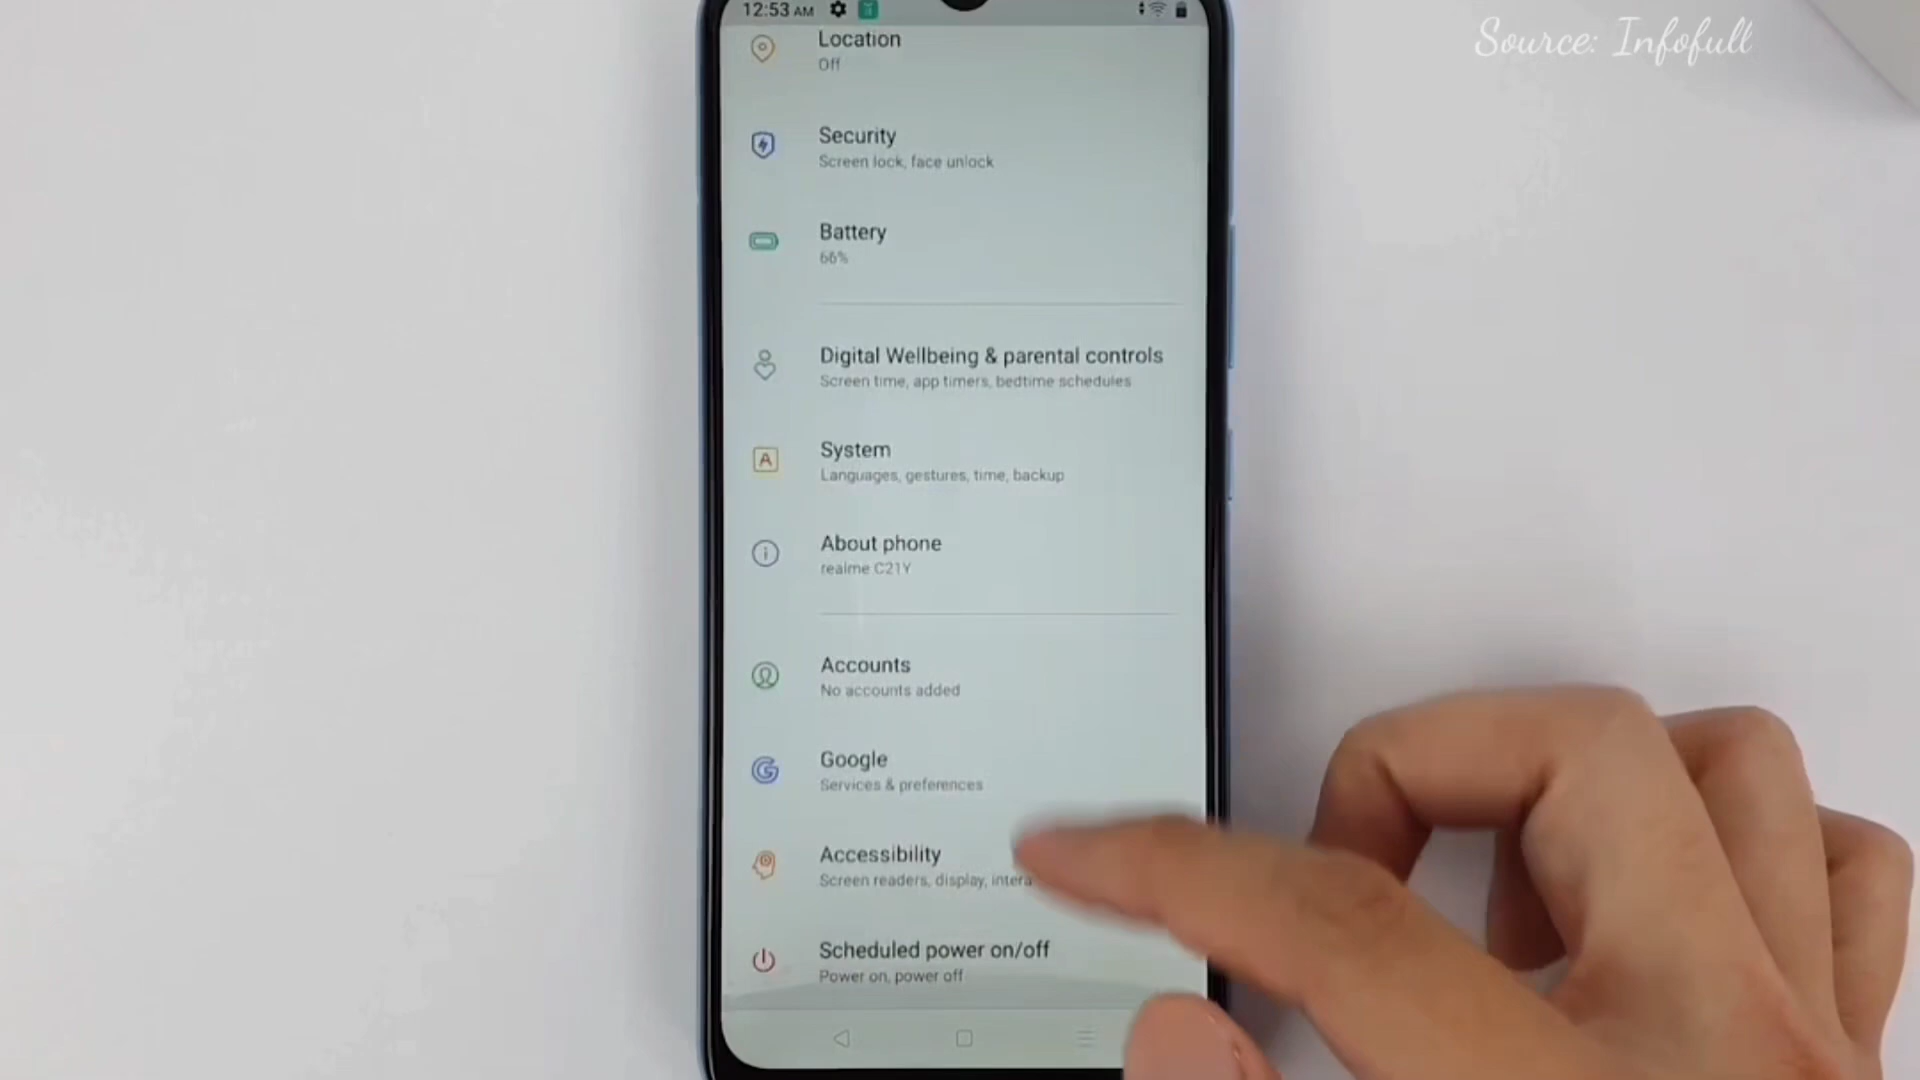 12:53 AM
Source: Infofull
Location
Off
Security
Screen lock, face unlock
Battery
66%
Digital Wellbeing & parental controls
Screen time, app timers, bedtime schedules
System
Languages, gestures, time, backup
About phone
realme C21Y
Accounts
No accounts added
Google
Services & preferences
Accessibility
Screen readers, display, intera
Scheduled power on/off
Power on, power off